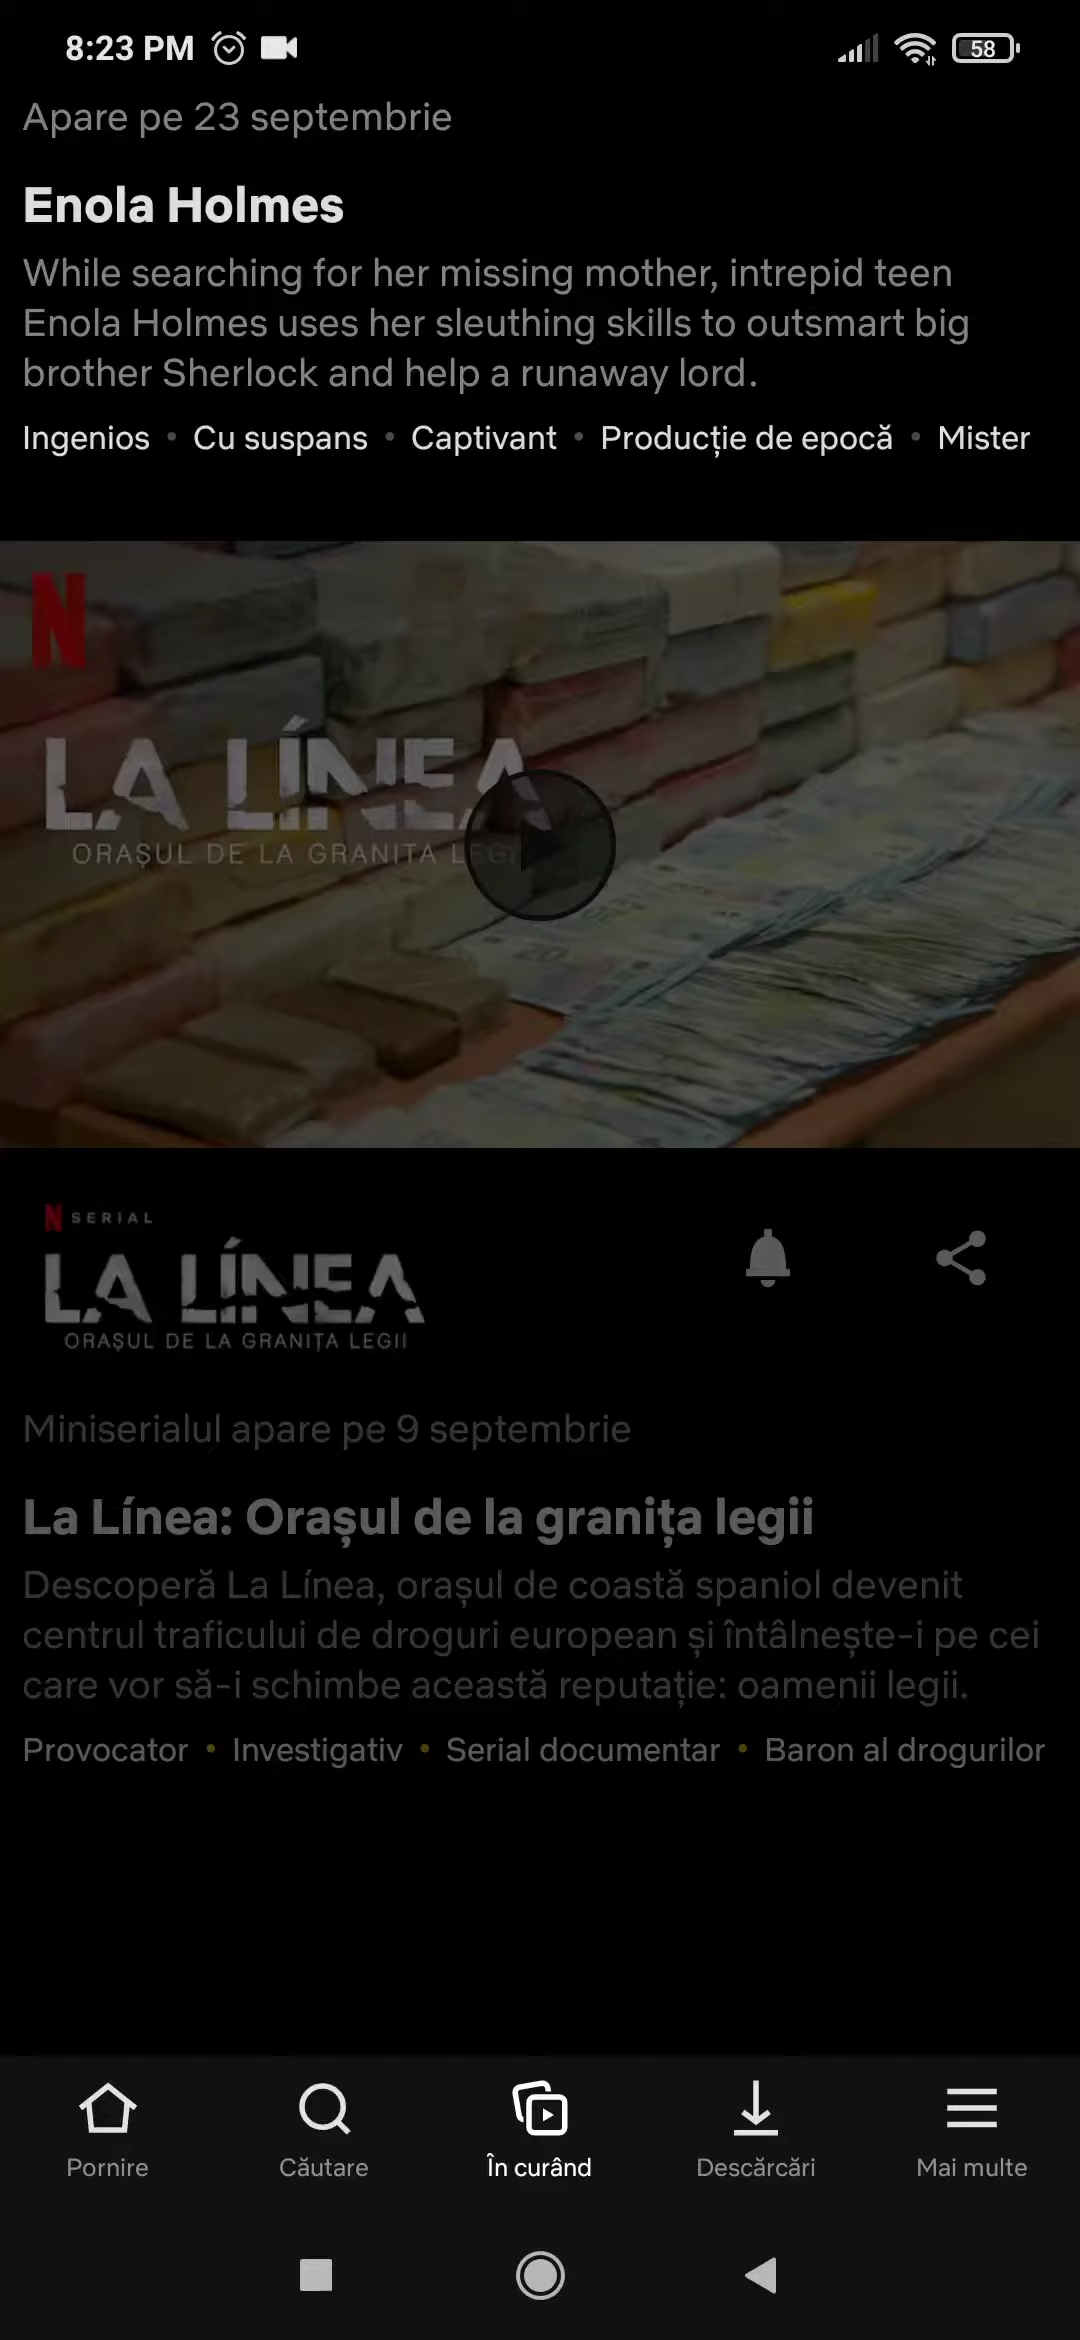 8:23 PM
58
Apare pe 23 septembrie
Enola Holmes
While searching for her missing mother, intrepid teen
Enola Holmes uses her sleuthing skills to outsmart big
brother Sherlock and help a runaway lord.
Ingenios • Cu suspans • Captivant • Producție de epocă • Mister
N
LA LÍNEA
ORAȘUL DE LA GRANIȚA
N SERIAL
LA LÍNEA
ORAȘUL DE LA GRANIȚA LEGII
Miniserialul apare pe 9 septembrie
La Línea: Orașul de la granița legii
Descoperă La Línea, orașul de coastă spaniol devenit
centrul traficului de droguri european și întâlnește-i pe cei
care vor să-i schimbe această reputație: oamenii legii.
Provocator • Investigativ • Serial documentar • Baron al drogurilor
Pornire
Căutare
În curând
Descărcări
Mai multe